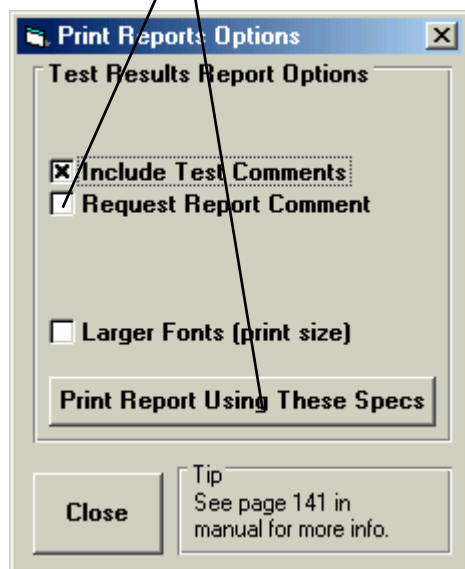 Print Reports Options
Test Results Report Options
Include Test Comments
Request Report Comment
Larger Fonts (print size)
Print Report Using These Specs
Close
Tip
See page 141 in
manual for more info.